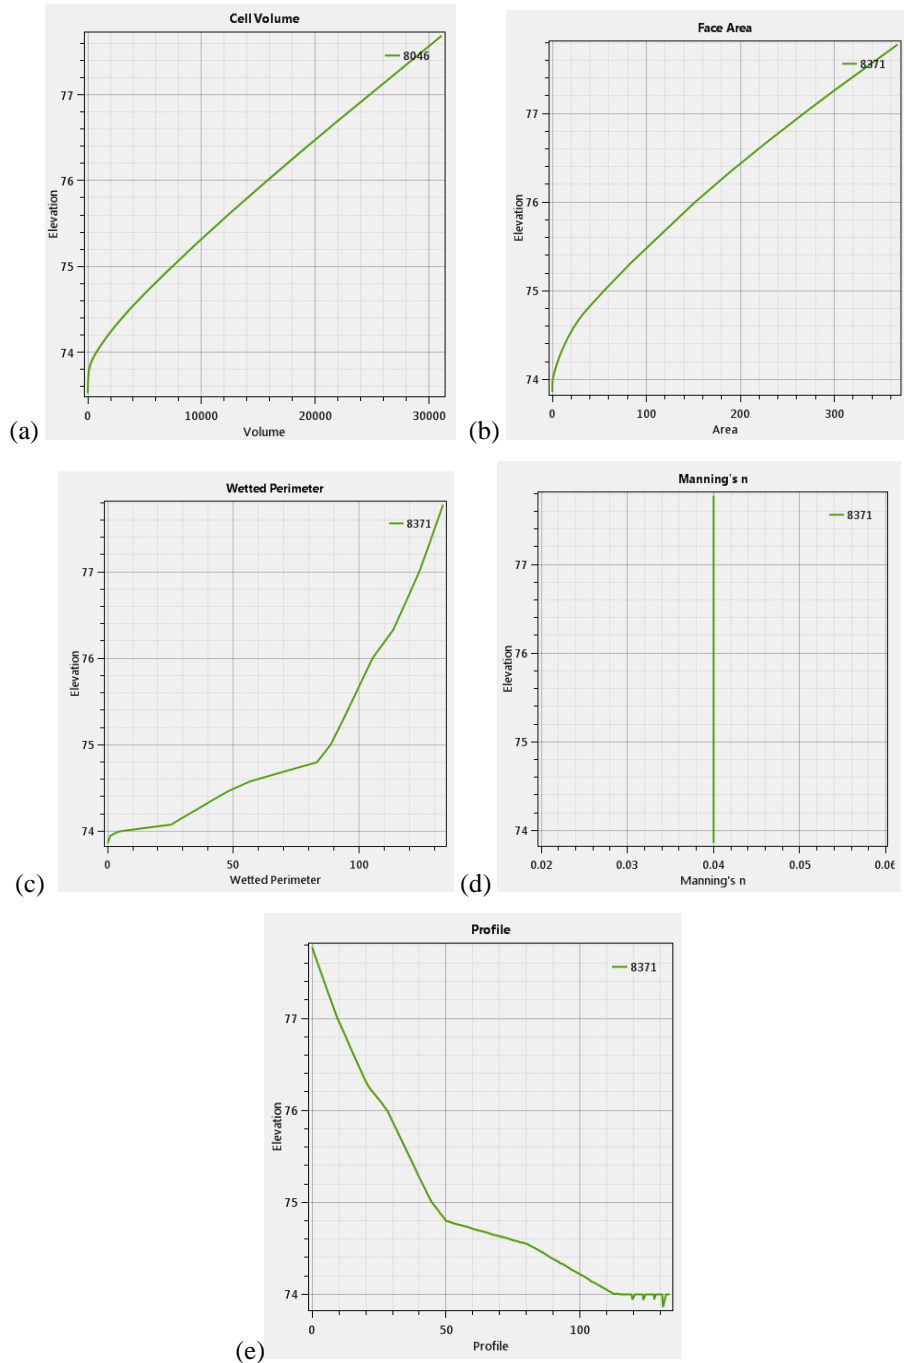 Cell Volume
8046
77
76
75
74
Elevation
0 10000 20000 30000
Volume
(a)
Face Area
8371
77
76
75
74
Elevation
0 100 200 300
Area
(b)
Wetted Perimeter
8371
77
76
75
74
Elevation
0 50 100
Wetted Perimeter
(c)
Manning's n
8371
77
76
75
74
Elevation
0.02 0.03 0.04 0.05 0.06
Manning's n
(d)
Profile
8371
77
76
75
74
Elevation
0 50 100
Profile
(e)